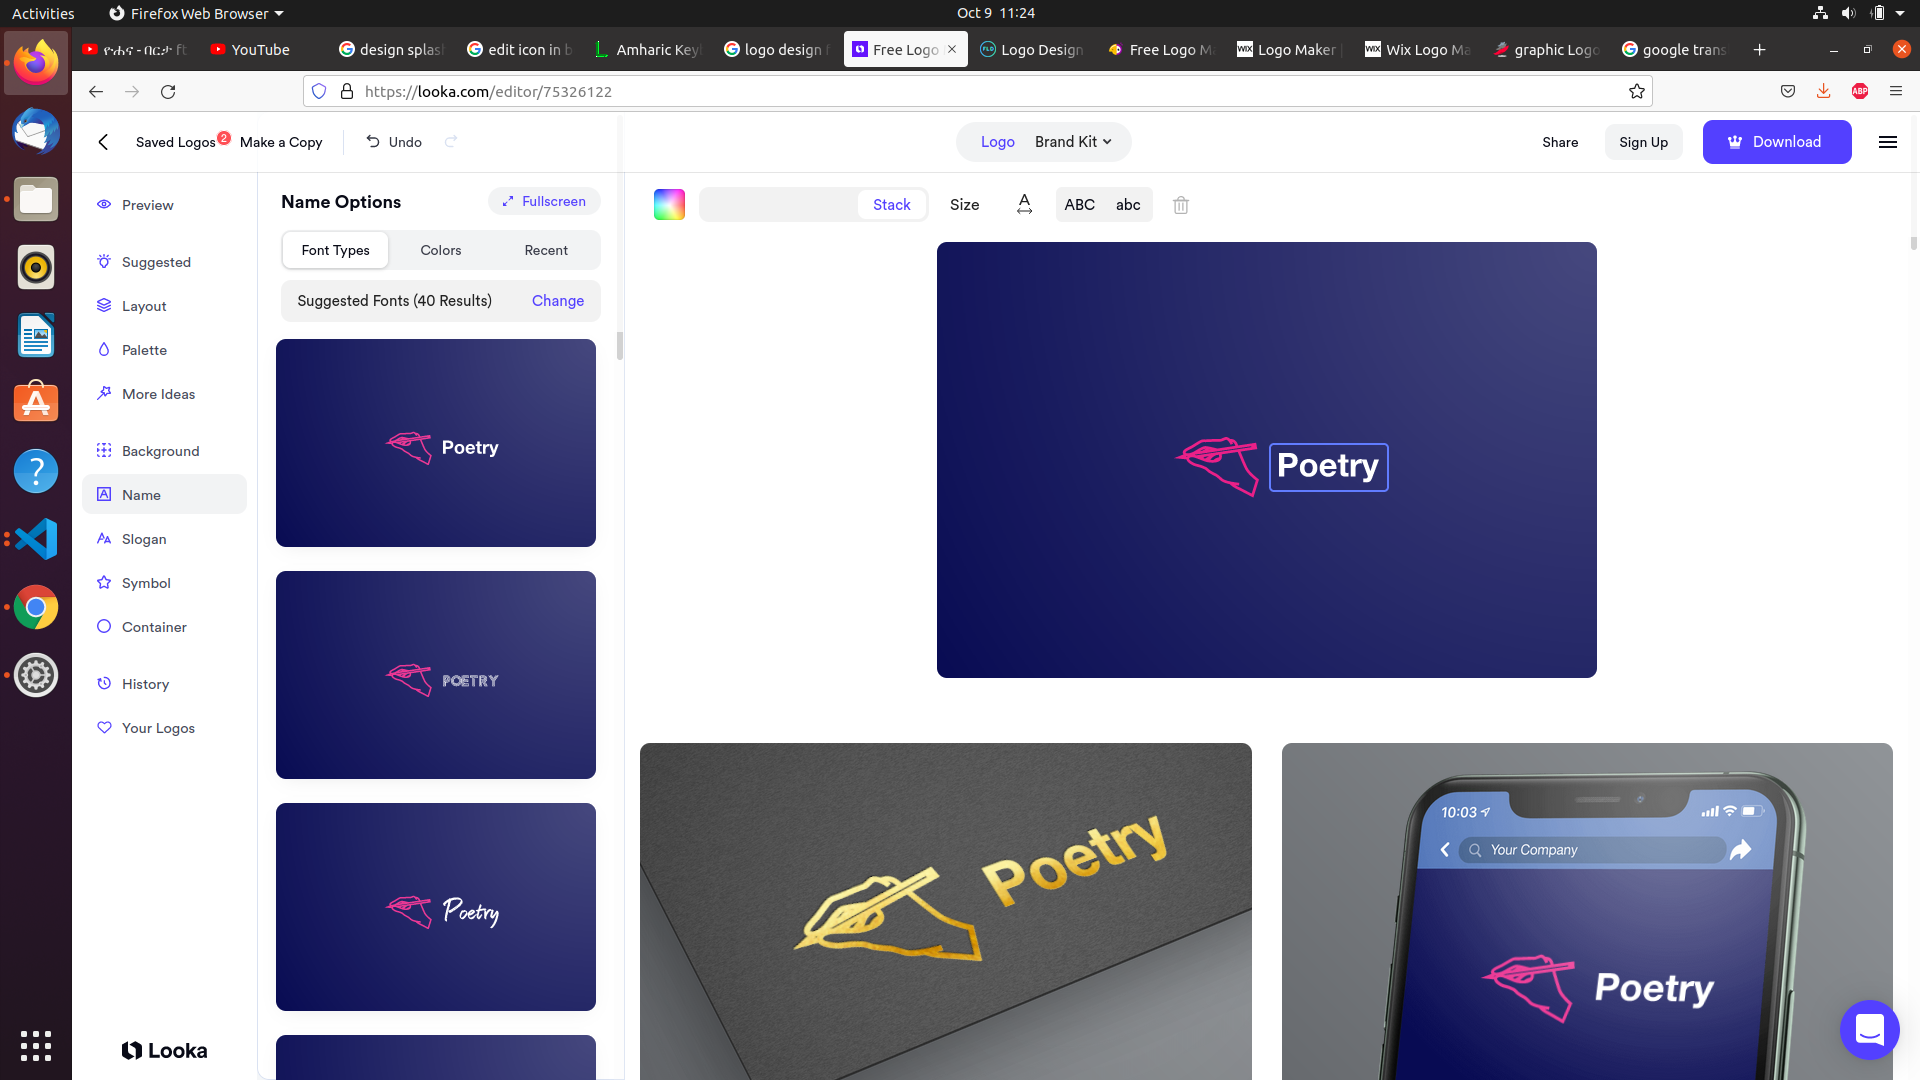 Activities
Firefox Web Browser
Oct 9 11:24
ዮሐና - በርታ ft
YouTube
design splas
edit icon in b
Amharic Key
logo design f
Free Logo
Logo Design
Free Logo M
Logo Maker
Wix Logo Ma
graphic Logo
google trans
https://looka.com/editor/75326122
ABP
Saved Logos
2
Make a Copy
Undo
Logo
Brand Kit
Share
Sign Up
Download
Preview
Suggested
Layout
Palette
More Ideas
Background
Name
Slogan
Symbol
Container
History
Your Logos
Looka
Name Options
Fullscreen
Font Types
Colors
Recent
Suggested Fonts (40 Results)
Change
Poetry
POETRY
Poetry
Stack
Size
A
ABC
abc
Poetry
Poetry
10:03
Your Company
Poetry